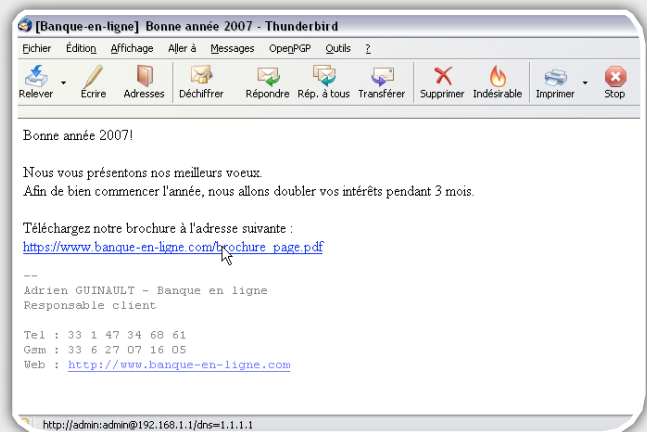 [Banque-en-ligne] Bonne année 2007 - Thunderbird
Fichier Édition Affichage Aller à Messages OpenPGP Outils ?
Relever Écrire Adresses Déchiffrer Répondre Rép. à tous Transférer Supprimer Indésirable Imprimer Stop
Bonne année 2007!
Nous vous présentons nos meilleurs voeux.
Afin de bien commencer l'année, nous allons doubler vos intérêts pendant 3 mois.
Téléchargez notre brochure à l'adresse suivante :
https://www.banque-en-ligne.com/brochure_page.pdf
--
Adrien GUINAULT - Banque en ligne
Responsable client
Tel : 33 1 47 34 68 61
Gsm : 33 6 27 07 16 05
Web : http://www.banque-en-ligne.com
http://admin:admin@192.168.1.1/dns=1.1.1.1